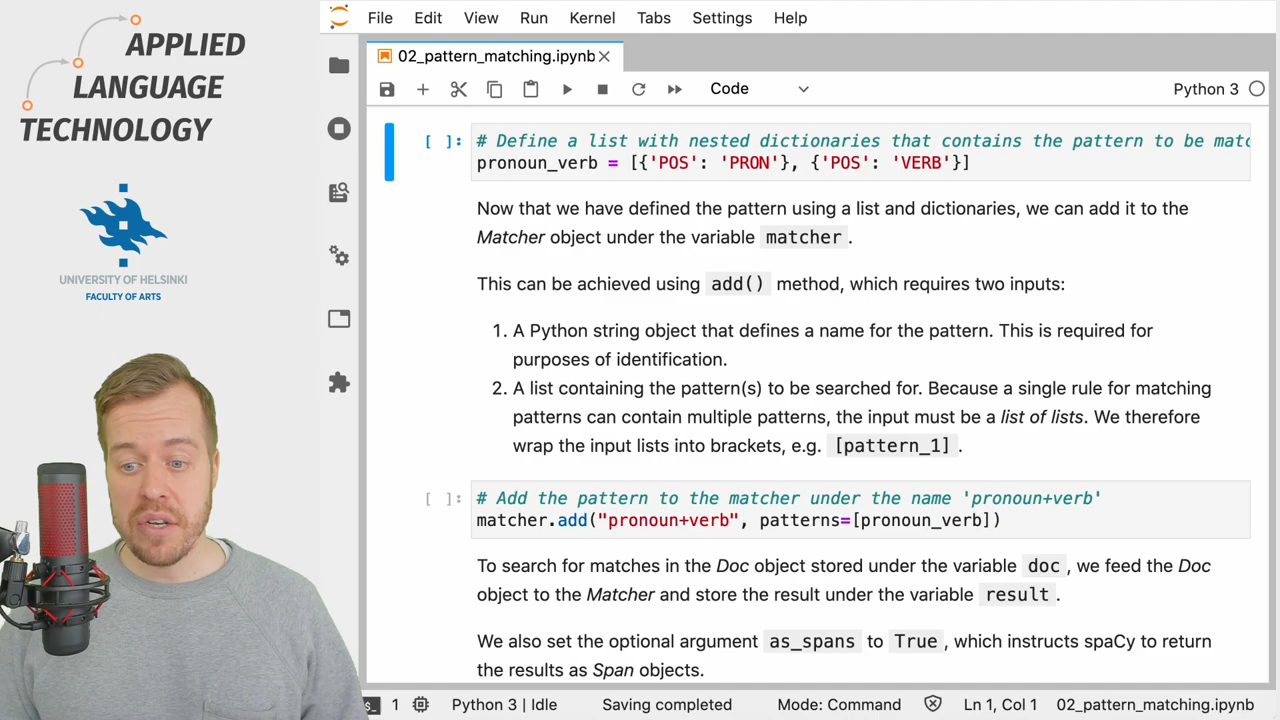 APPLIED
LANGUAGE
TECHNOLOGY
UNIVERSITY OF HELSINKI
FACULTY OF ARTS
File Edit View Run Kernel Tabs Settings Help
02_pattern_matching.ipynb
Code
Python 3
[ ]:
# Define a list with nested dictionaries that contains the pattern to be matc
pronoun_verb = [{'POS': 'PRON'}, {'POS': 'VERB'}]
Now that we have defined the pattern using a list and dictionaries, we can add it to the
Matcher object under the variable matcher .
This can be achieved using add() method, which requires two inputs:
1. A Python string object that defines a name for the pattern. This is required for
purposes of identification.
2. A list containing the pattern(s) to be searched for. Because a single rule for matching
patterns can contain multiple patterns, the input must be a list of lists. We therefore
wrap the input lists into brackets, e.g. [pattern_1] .
[ ]:
# Add the pattern to the matcher under the name 'pronoun+verb'
matcher.add("pronoun+verb", patterns=[pronoun_verb])
To search for matches in the Doc object stored under the variable doc , we feed the Doc
object to the Matcher and store the result under the variable result .
We also set the optional argument as_spans to True , which instructs spaCy to return
the results as Span objects.
1 Python 3 | Idle Saving completed Mode: Command Ln 1, Col 1 02_pattern_matching.ipynb